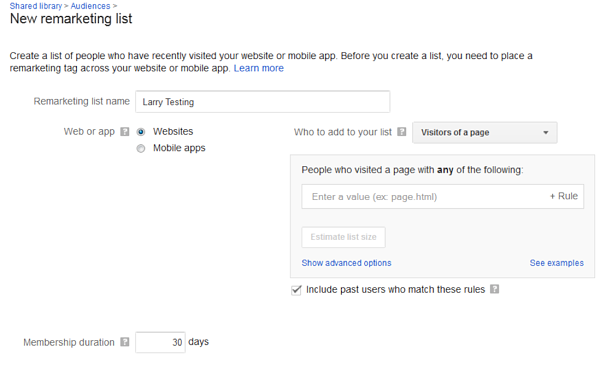 Shared library > Audiences >
New remarketing list
Create a list of people who have recently visited your website or mobile app. Before you create a list, you need to place a
remarketing tag across your website or mobile app. Learn more
Remarketing list name Larry Testing
Web or app ? Websites Who to add to your list ? Visitors of a page
Mobile apps
People who visited a page with any of the following:
Enter a value (ex: page.html) + Rule
Estimate list size
Show advanced options See examples
Include past users who match these rules ?
Membership duration ? 30 days